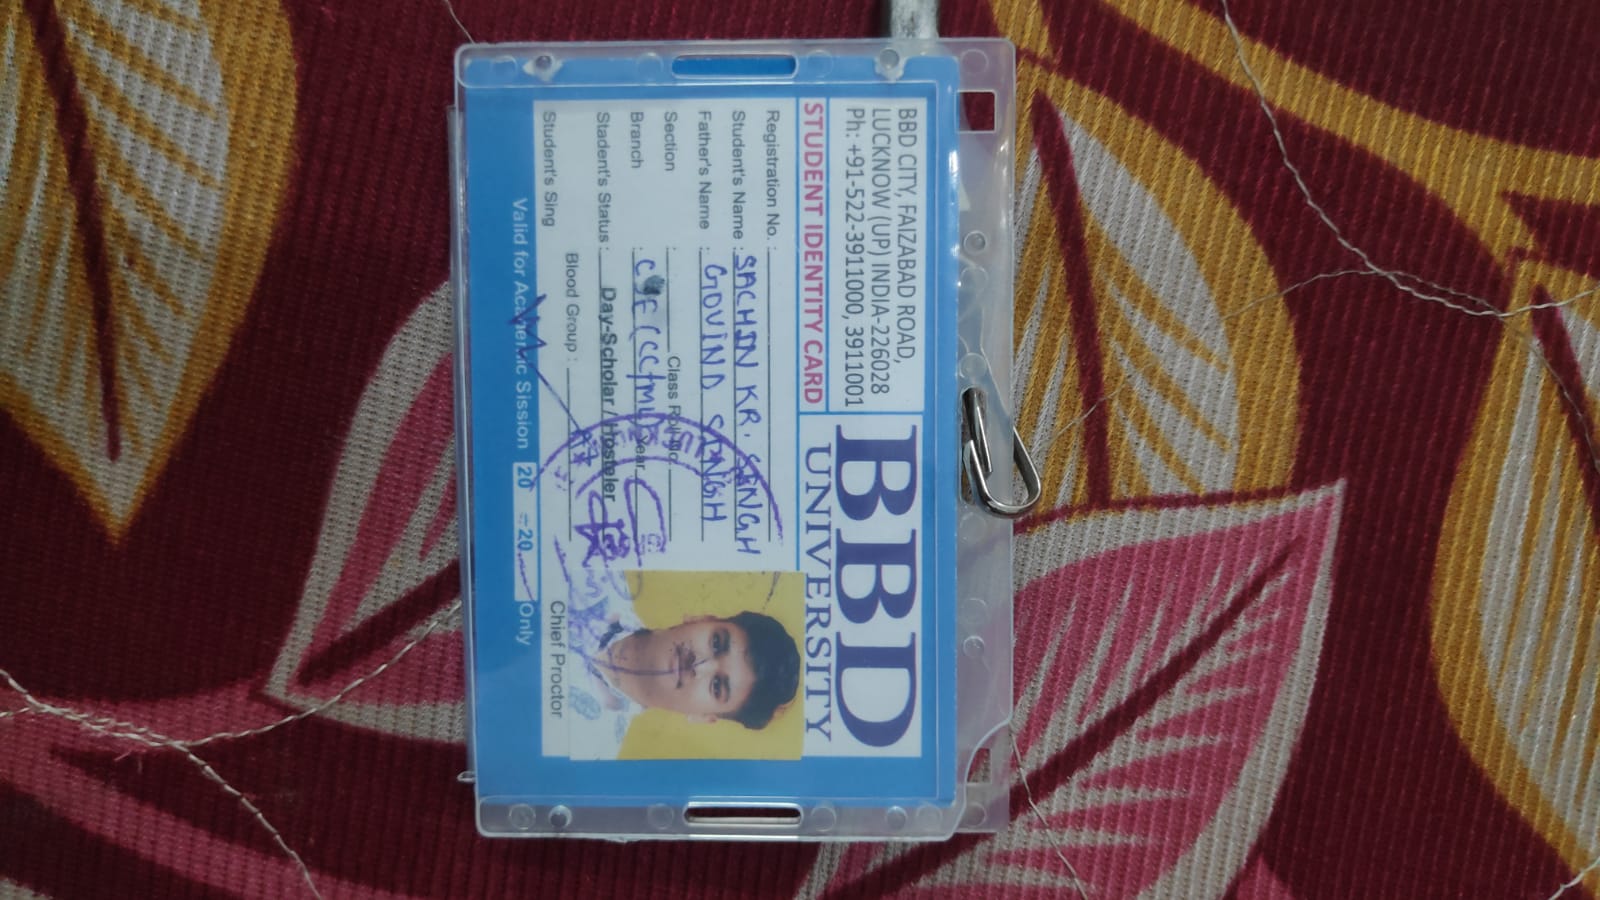 BBD CITY, FAIZABAD ROAD,
LUCKNOW (UP) INDIA-226028
Ph: +91-522-3911000, 3911001
BBD
UNIVERSITY
STUDENT IDENTITY CARD
Registration No. :
Student's Name : SACHIN KR. SINGH
Father's Name : GOVIND SINGH
Section : Class Roll No.
Branch : Year
Student's Status : Day-Scholar / Hosteler
Blood Group :
Student's Sing
Chief Proctor
Valid for Academic Sission 20 -20 Only